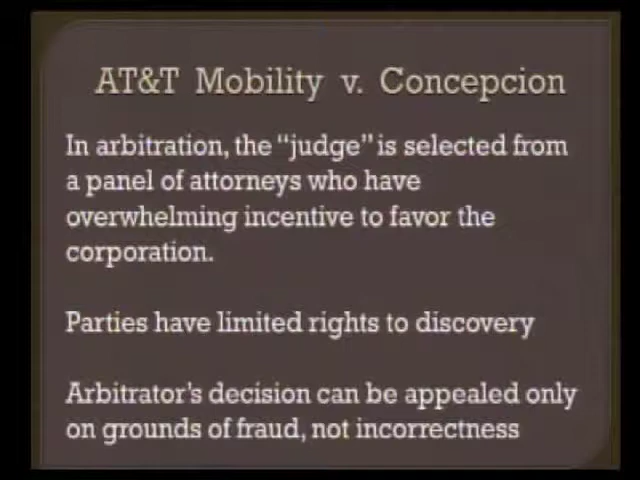 AT&T Mobility v. Concepcion
In arbitration, the “judge” is selected from
a panel of attorneys who have
overwhelming incentive to favor the
corporation.
Parties have limited rights to discovery
Arbitrator’s decision can be appealed only
on grounds of fraud, not incorrectness